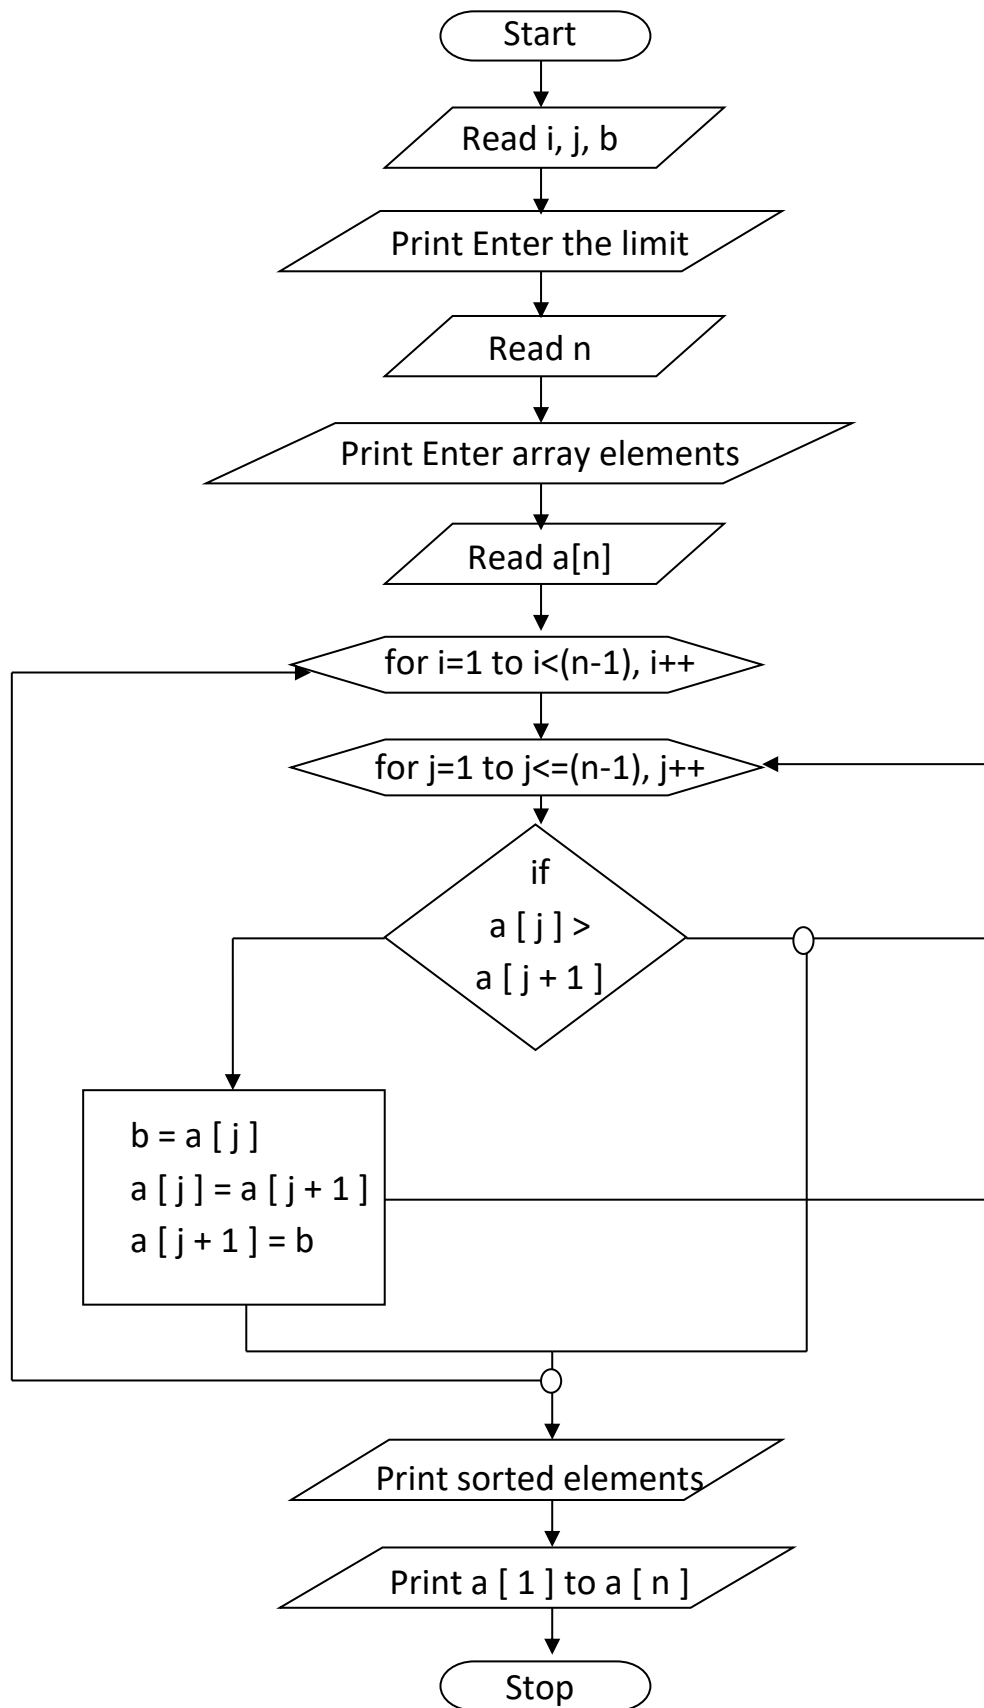 Start
Read i, j, b
Print Enter the limit
Read n
Print Enter array elements
Read a[n]
for i=1 to i<(n-1), i++
for j=1 to j<=(n-1), j++
if
a [ j ] >
a [ j + 1 ]
b = a [ j ]
a [ j ] = a [ j + 1 ]
a [ j + 1 ] = b
Print sorted elements
Print a [ 1 ] to a [ n ]
Stop